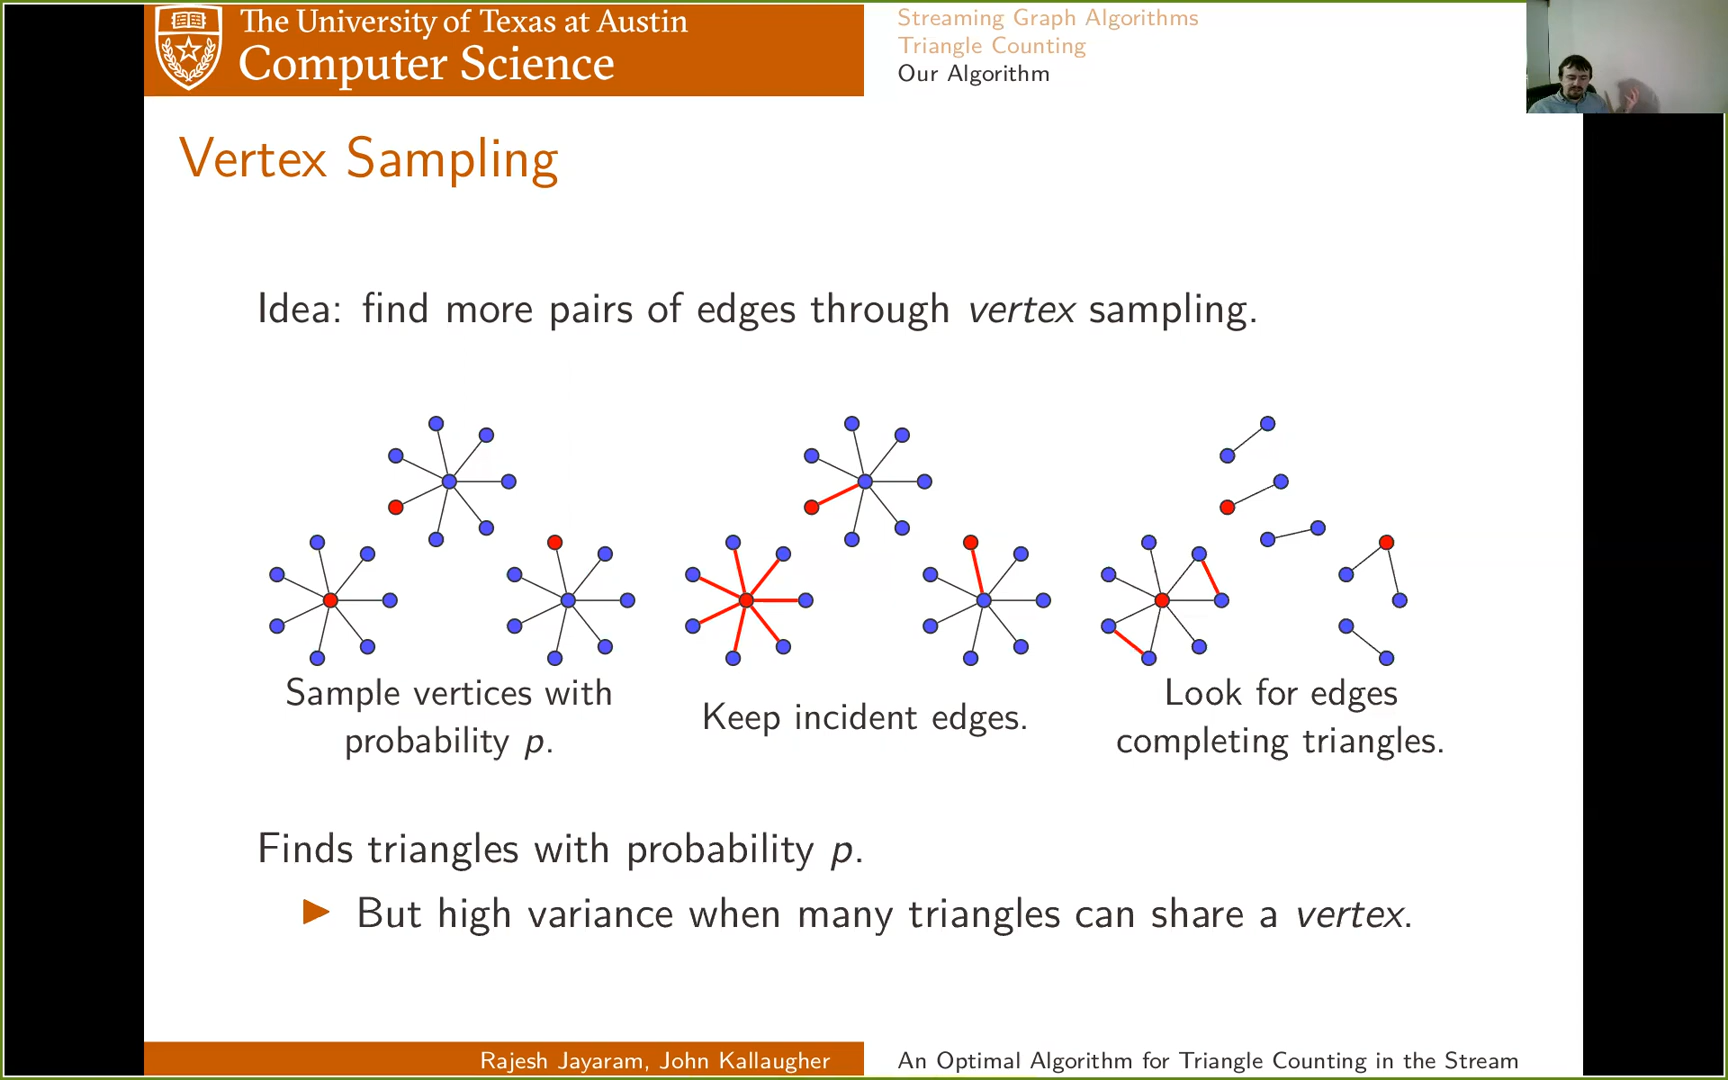 The University of Texas at Austin
Computer Science
Streaming Graph Algorithms
Triangle Counting
Our Algorithm
Vertex Sampling
Idea: find more pairs of edges through vertex sampling.
Sample vertices with
probability p.
Keep incident edges.
Look for edges
completing triangles.
Finds triangles with probability p.
But high variance when many triangles can share a vertex.
Rajesh Jayaram, John Kallaugher
An Optimal Algorithm for Triangle Counting in the Stream